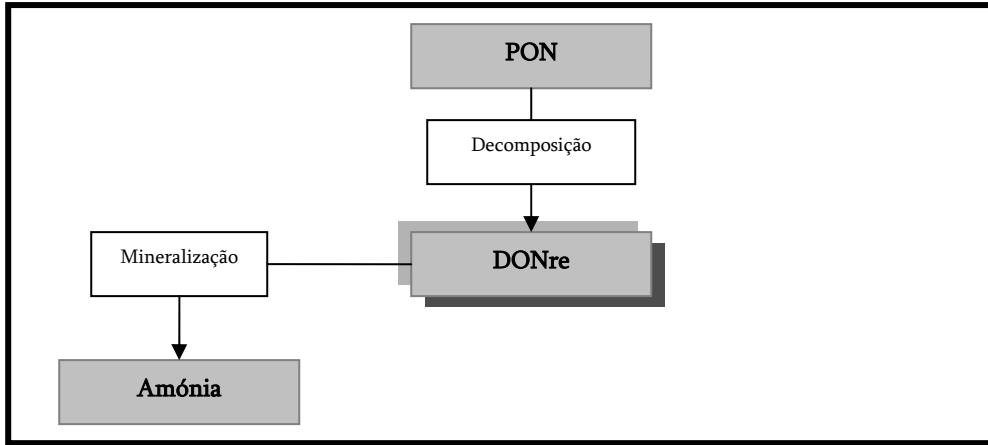 PON
Decomposição
DONre
Mineralização
Amónia